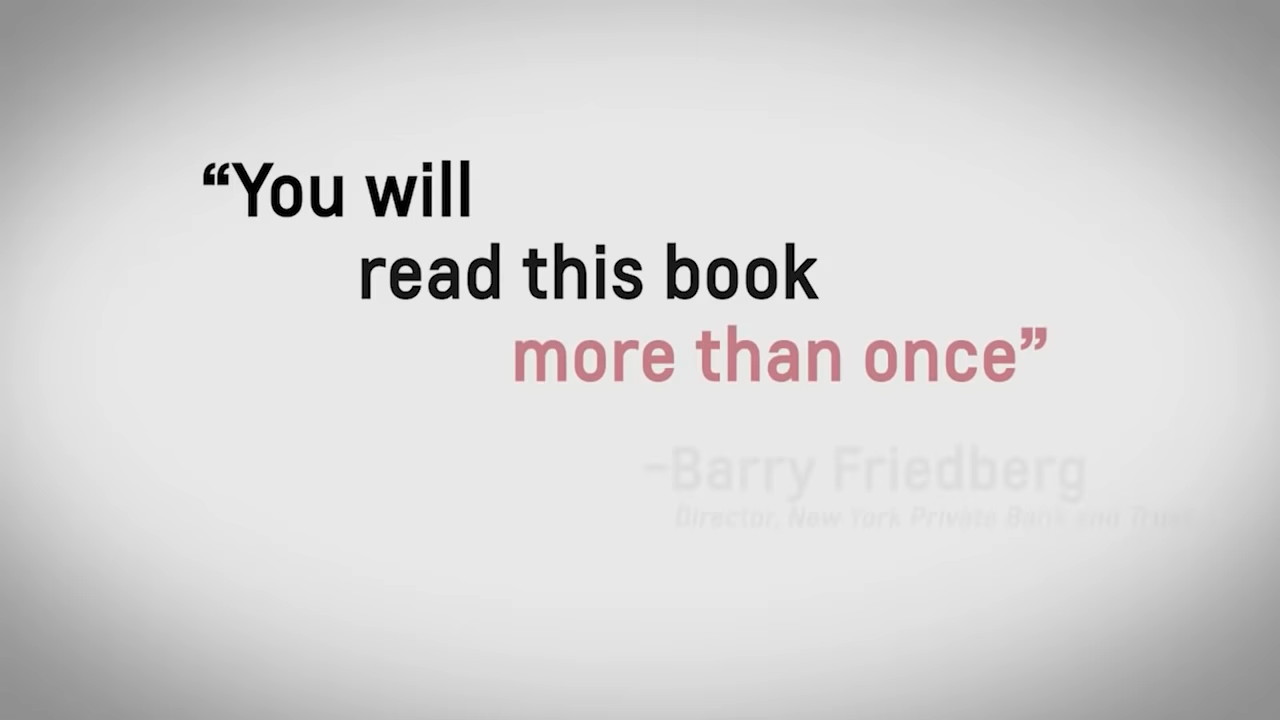 “You will
read this book
more than once”
–Barry Friedberg
Director, New York Private Bank and Trust